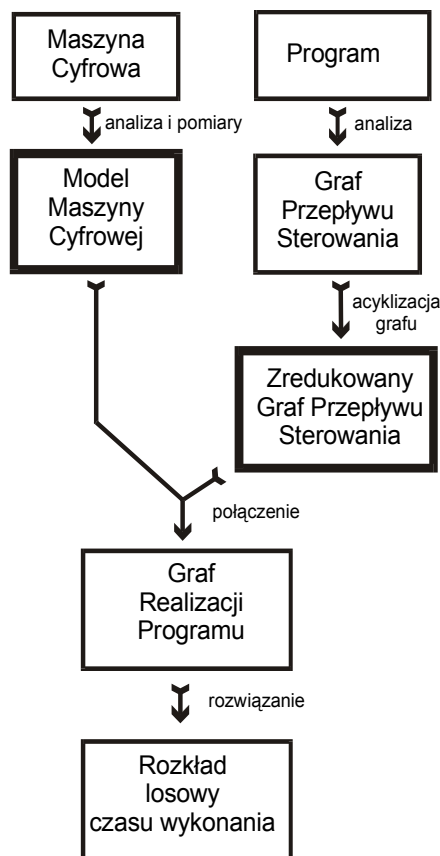 Maszyna
Cyfrowa
Program
analiza i pomiary
analiza
Model
Maszyny
Cyfrowej
Graf
Przepływu
Sterowania
acyklizacja
grafu
Zredukowany
Graf Przepływu
Sterowania
połączenie
Graf
Realizacji
Programu
rozwiązanie
Rozkład
losowy
czasu wykonania